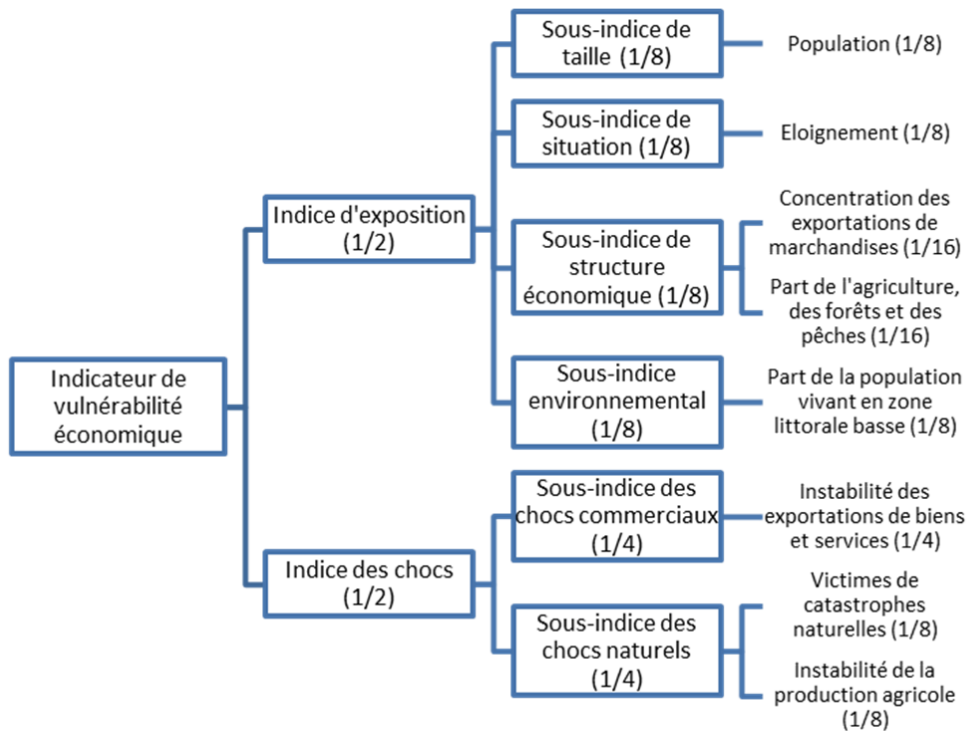 Indicateur de
vulnérabilité
économique
Indice d'exposition
(1/2)
Sous-indice de
taille (1/8)
Population (1/8)
Sous-indice de
situation (1/8)
Eloignement (1/8)
Sous-indice de
structure
économique (1/8)
Concentration des
exportations de
marchandises (1/16)
Part de l'agriculture,
des forêts et des
pêches (1/16)
Sous-indice
environnemental
(1/8)
Part de la population
vivant en zone
littorale basse (1/8)
Indice des chocs
(1/2)
Sous-indice des
chocs commerciaux
(1/4)
Instabilité des
exportations de biens
et services (1/4)
Sous-indice des
chocs naturels
(1/4)
Victimes de
catastrophes
naturelles (1/8)
Instabilité de la
production agricole
(1/8)